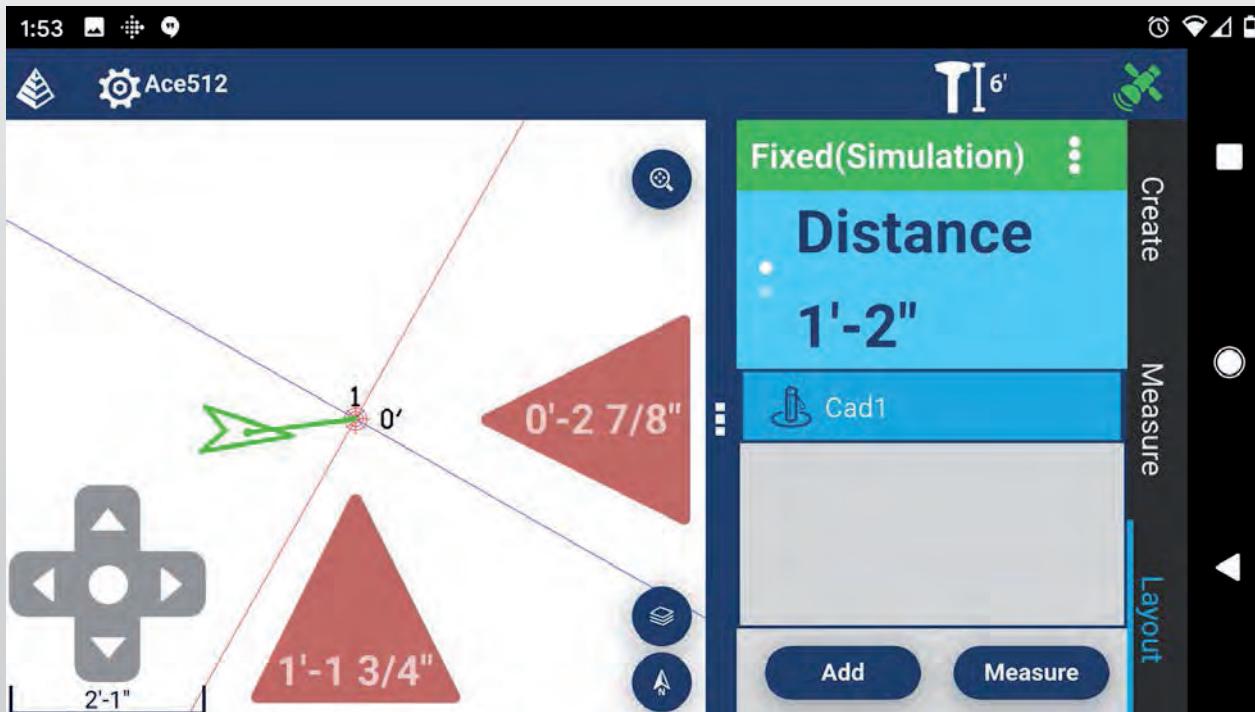 1:53
Ace512
6'
Fixed(Simulation)
Distance
1'-2"
Cad1
Create
Measure
Layout
1
0'
0'-2 7/8"
1'-1 3/4"
2'-1"
N
Add
Measure